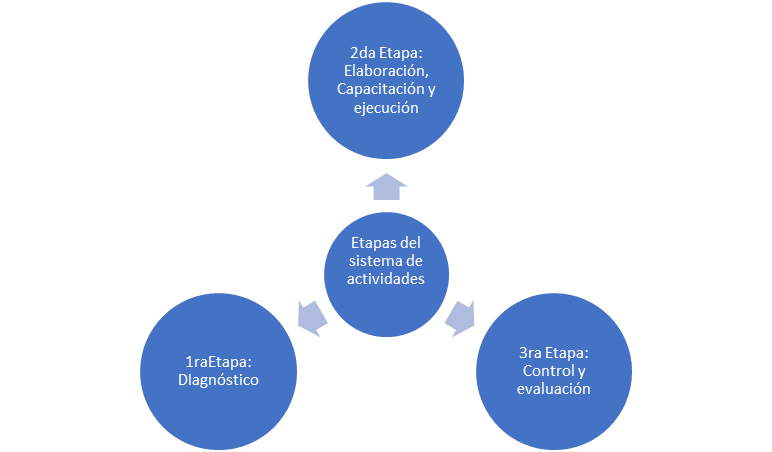 2da Etapa:
Elaboración,
Capacitación y
ejecución
Etapas del
sistema de
actividades
1raEtapa:
DIagnóstico
3ra Etapa:
Control y
evaluación